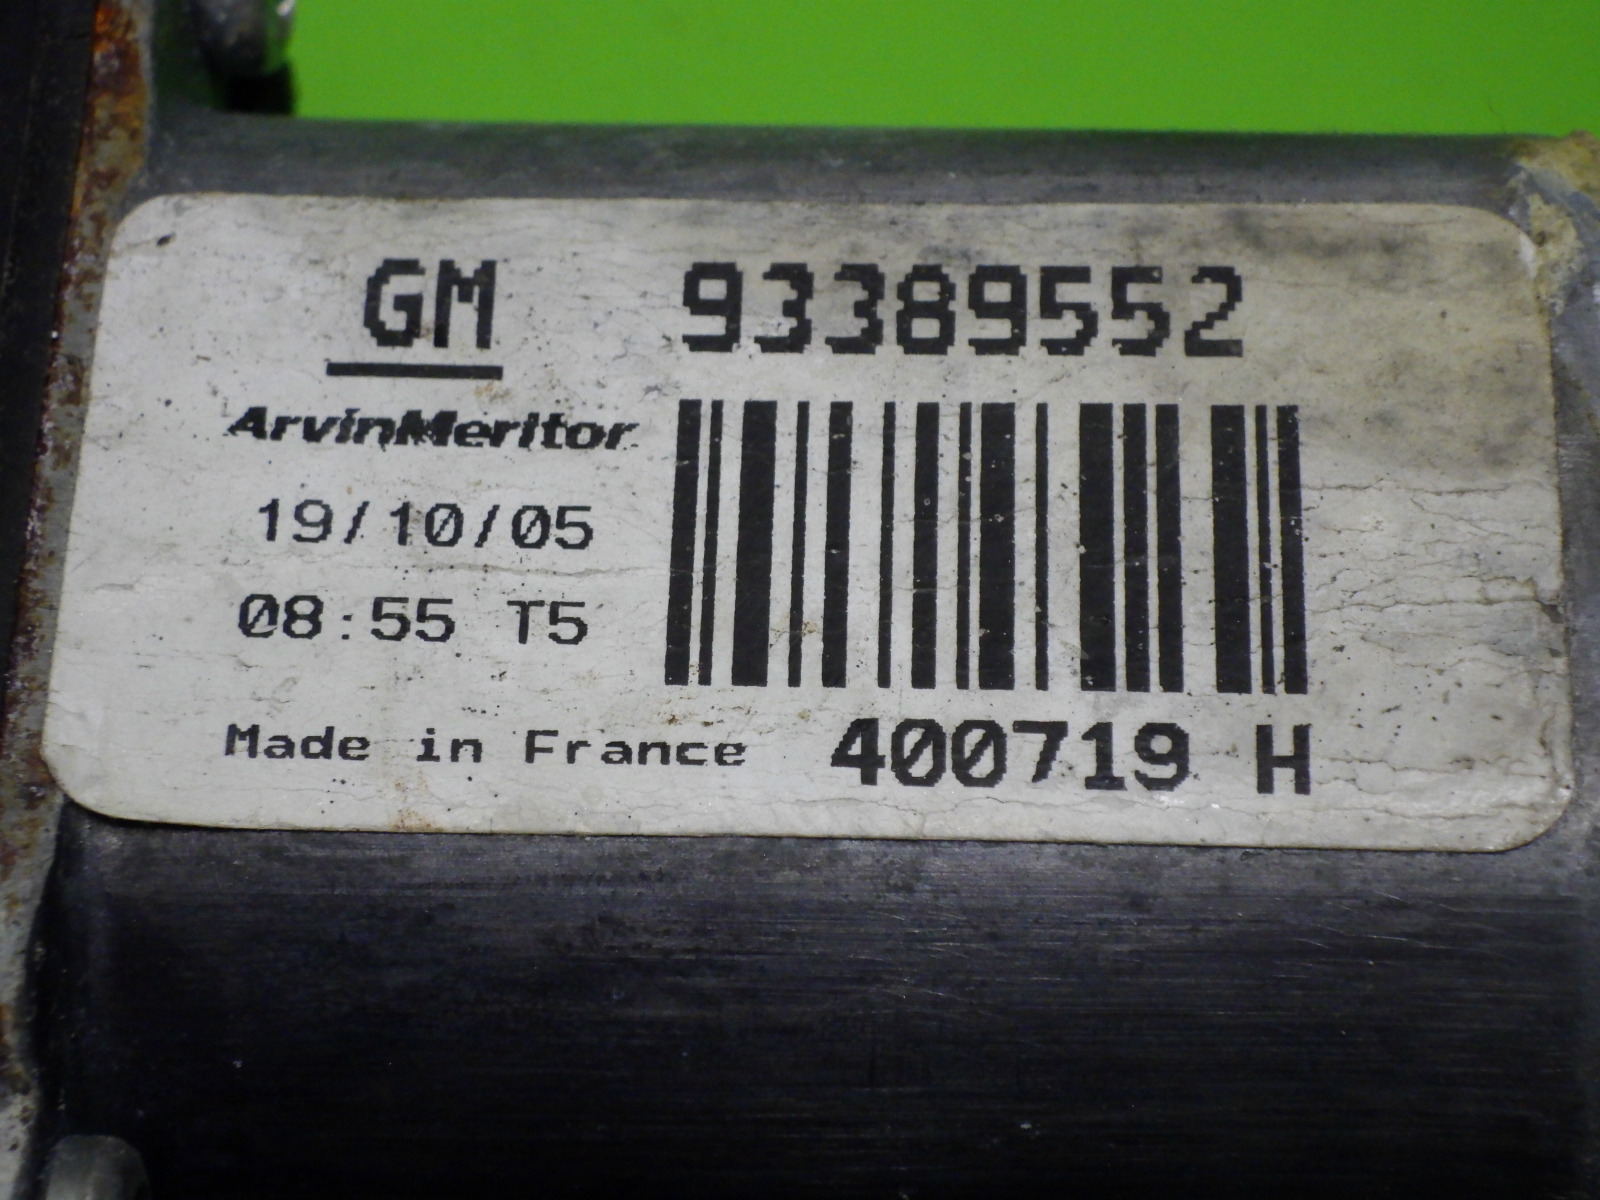 GM 93389552
ArvinMeritor
19/10/05
08:55 T5
Made in France 400719 H